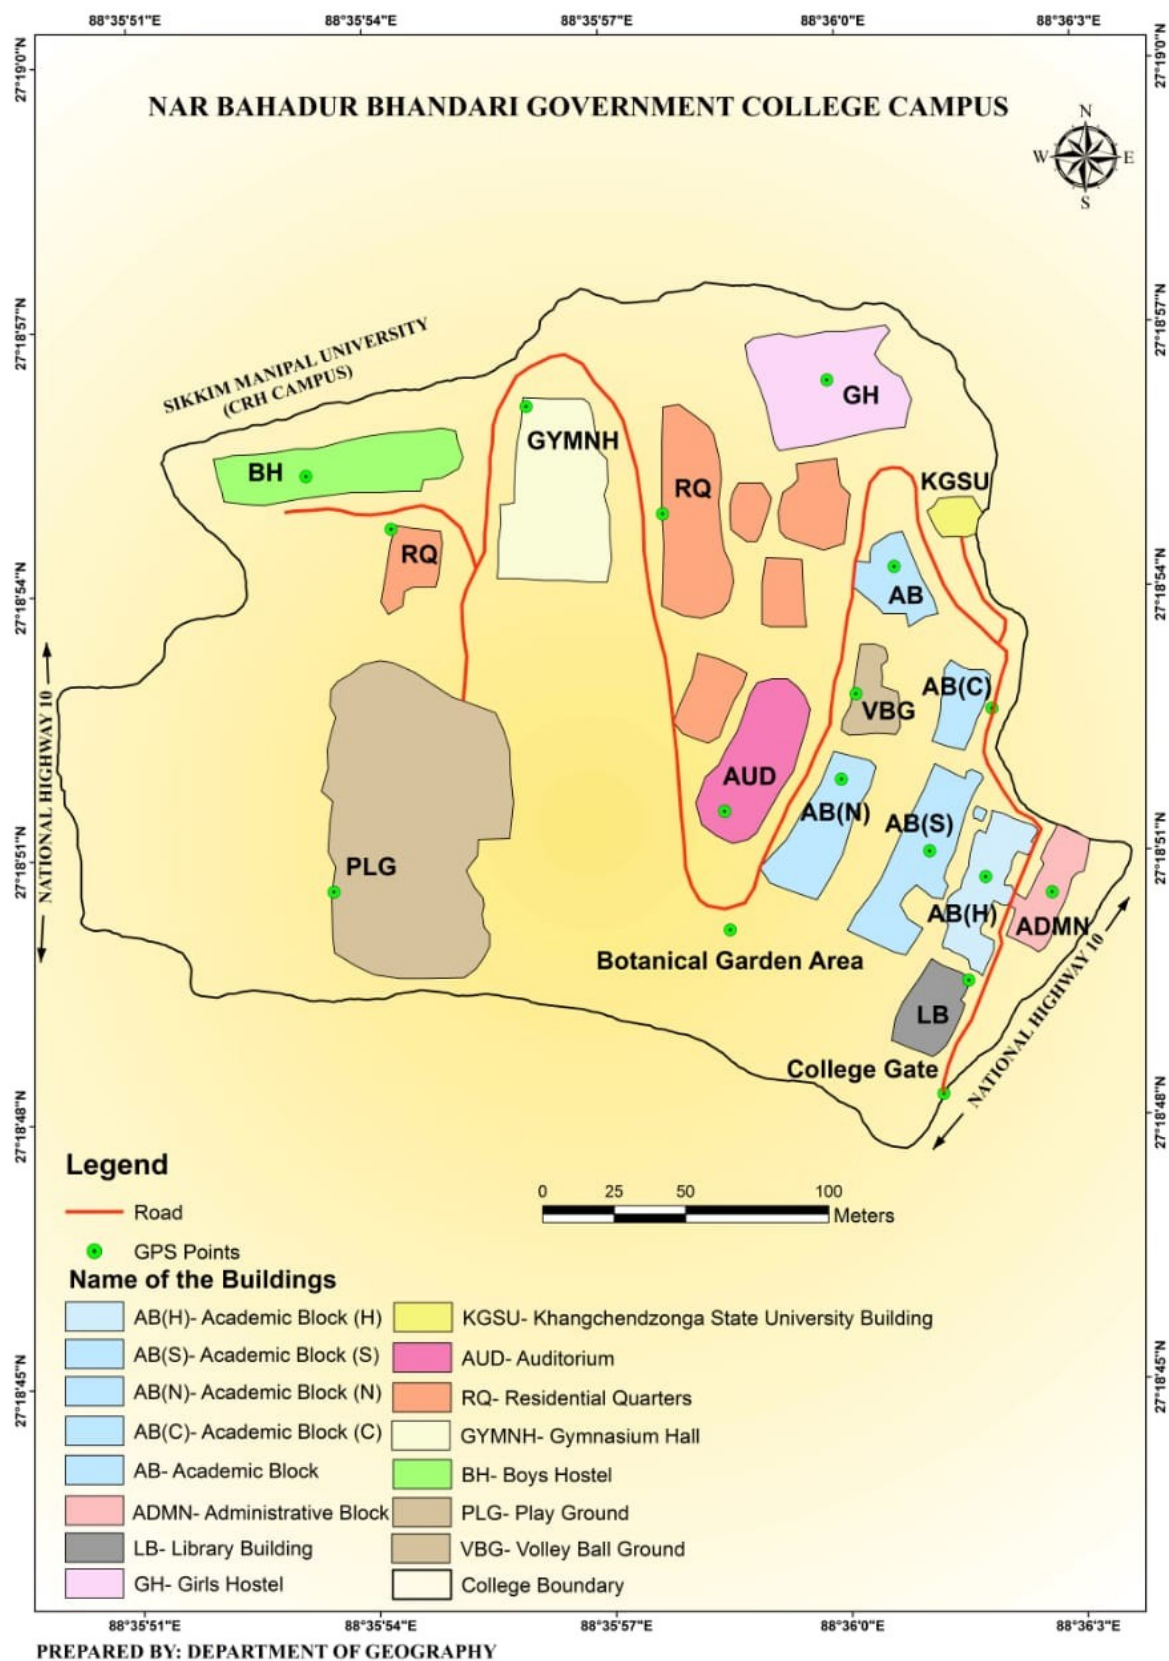 88°35'51"E 88°35'54"E 88°35'57"E 88°36'0"E 88°36'3"E
27°19'0"N
27°19'0"N
NAR BAHADUR BHANDARI GOVERNMENT COLLEGE CAMPUS
N
W E
S
27°18'57"N
27°18'57"N
SIKKIM MANIPAL UNIVERSITY
(CRH CAMPUS)
GH
GYMNH
BH
RQ
KGSU
RQ
27°18'54"N
27°18'54"N
AB
AB(C)
VBG
NATIONAL HIGHWAY 10
AUD
AB(N)
AB(S)
27°18'51"N
27°18'51"N
PLG
AB(H)
ADMN
Botanical Garden Area
LB
NATIONAL HIGHWAY 10
College Gate
27°18'48"N
27°18'48"N
Legend
0 25 50 100
Meters
Road
GPS Points
Name of the Buildings
AB(H)- Academic Block (H)
AB(S)- Academic Block (S)
AB(N)- Academic Block (N)
AB(C)- Academic Block (C)
AB- Academic Block
ADMN- Administrative Block
LB- Library Building
GH- Girls Hostel
KGSU- Khangchendzonga State University Building
AUD- Auditorium
RQ- Residential Quarters
GYMNH- Gymnasium Hall
BH- Boys Hostel
PLG- Play Ground
VBG- Volley Ball Ground
College Boundary
27°18'45"N
27°18'45"N
88°35'51"E 88°35'54"E 88°35'57"E 88°36'0"E 88°36'3"E
PREPARED BY: DEPARTMENT OF GEOGRAPHY